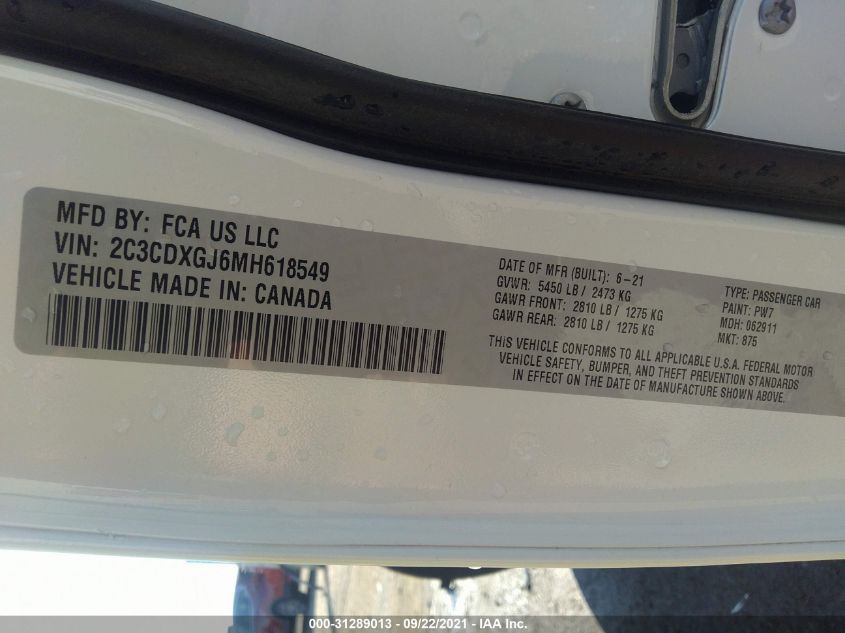 MFD BY: FCA US LLC
VIN: 2C3CDXGJ6MH618549
VEHICLE MADE IN: CANADA
DATE OF MFR (BUILT): 6-21
GVWR: 5450 LB / 2473 KG
GAWR FRONT: 2810 LB / 1275 KG
GAWR REAR: 2810 LB / 1275 KG
TYPE: PASSENGER CAR
PAINT: PW7
MDH: 062911
MKT: 875
THIS VEHICLE CONFORMS TO ALL APPLICABLE U.S.A. FEDERAL MOTOR
VEHICLE SAFETY, BUMPER, AND THEFT PREVENTION STANDARDS
IN EFFECT ON THE DATE OF MANUFACTURE SHOWN ABOVE.
000-31289013 - 09/22/2021 - IAA Inc.